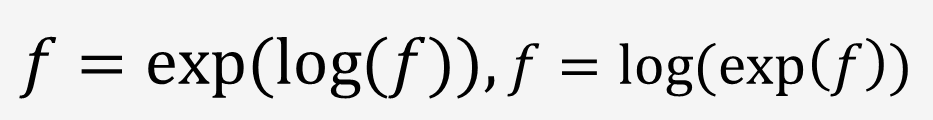 f = exp(log(f)), f = log(exp(f))